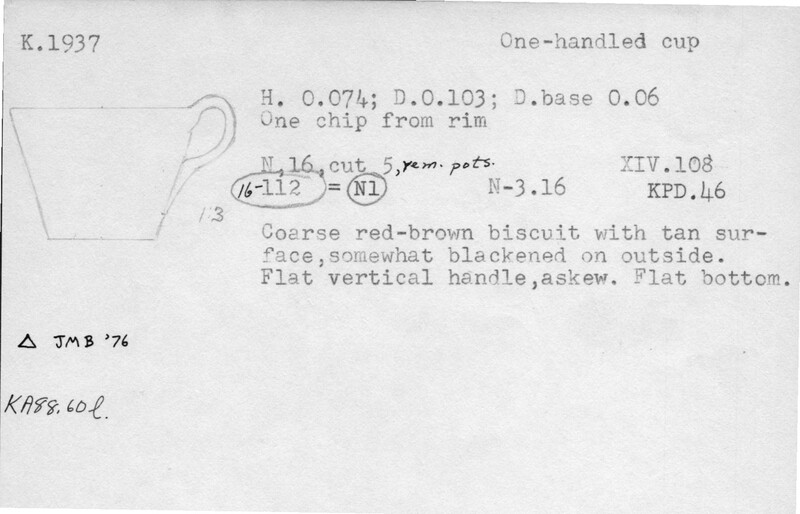 K.1937
One-handled cup
H. 0.074; D.0.103; D.base 0.06
One chip from rim
N,16,cut 5,rem. pots. XIV.108
16-112 = N1 N-3.16 KPD.46
1:3
Coarse red-brown biscuit with tan sur-
face,somewhat blackened on outside.
Flat vertical handle,askew. Flat bottom.
△ JMB '76
KA88.60l.